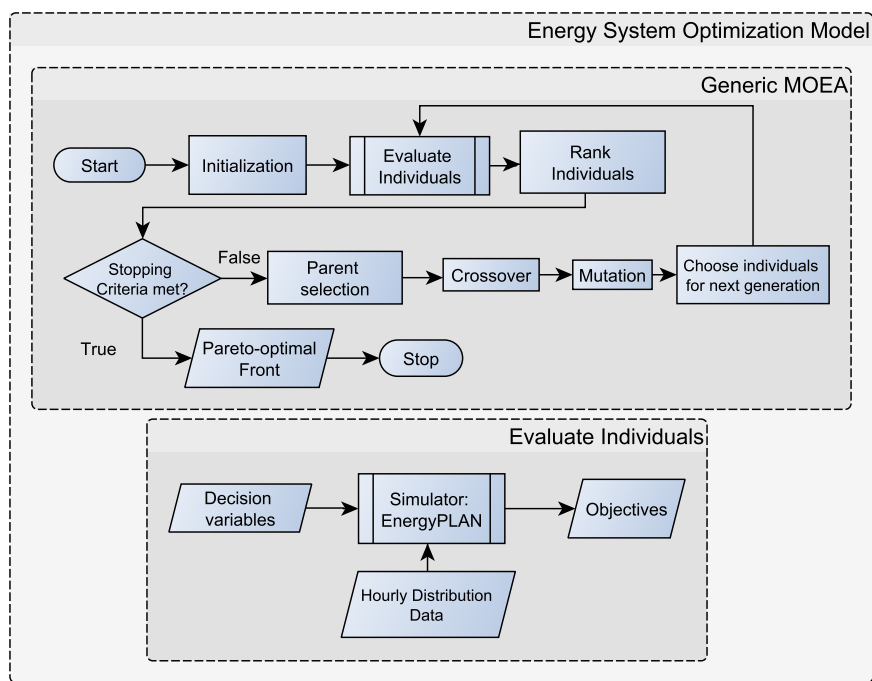 Energy System Optimization Model
Generic MOEA
Start
Initialization
Evaluate
Individuals
Rank
Individuals
Stopping
Criteria met?
False
Parent
selection
Crossover
Mutation
Choose individuals
for next generation
True
Pareto-optimal
Front
Stop
Evaluate Individuals
Decision
variables
Simulator:
EnergyPLAN
Objectives
Hourly Distribution
Data